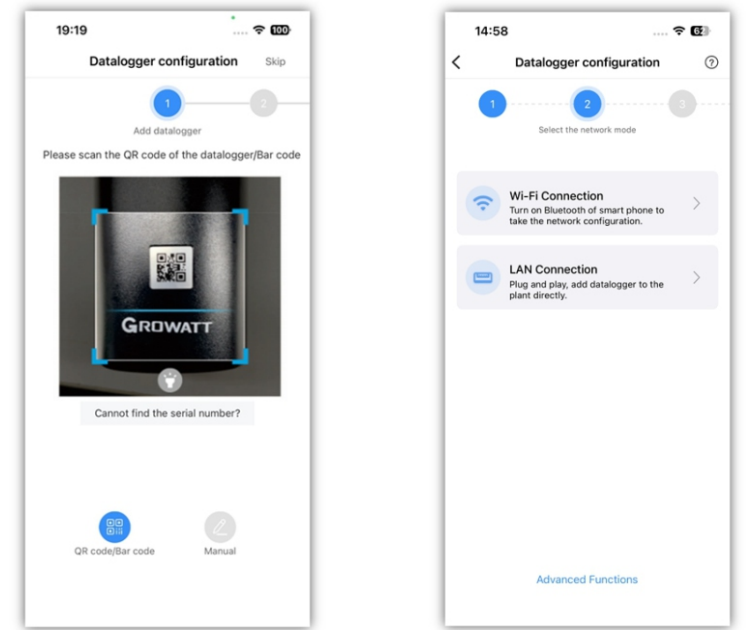 19:19
100
Datalogger configuration
Skip
1
2
Add datalogger
Please scan the QR code of the datalogger/Bar code
GROWATT
Cannot find the serial number?
QR code/Bar code
Manual
14:58
62
Datalogger configuration
?
1
2
3
Select the network mode
Wi-Fi Connection
Turn on Bluetooth of smart phone to
take the network configuration.
LAN Connection
Plug and play, add datalogger to the
plant directly.
Advanced Functions